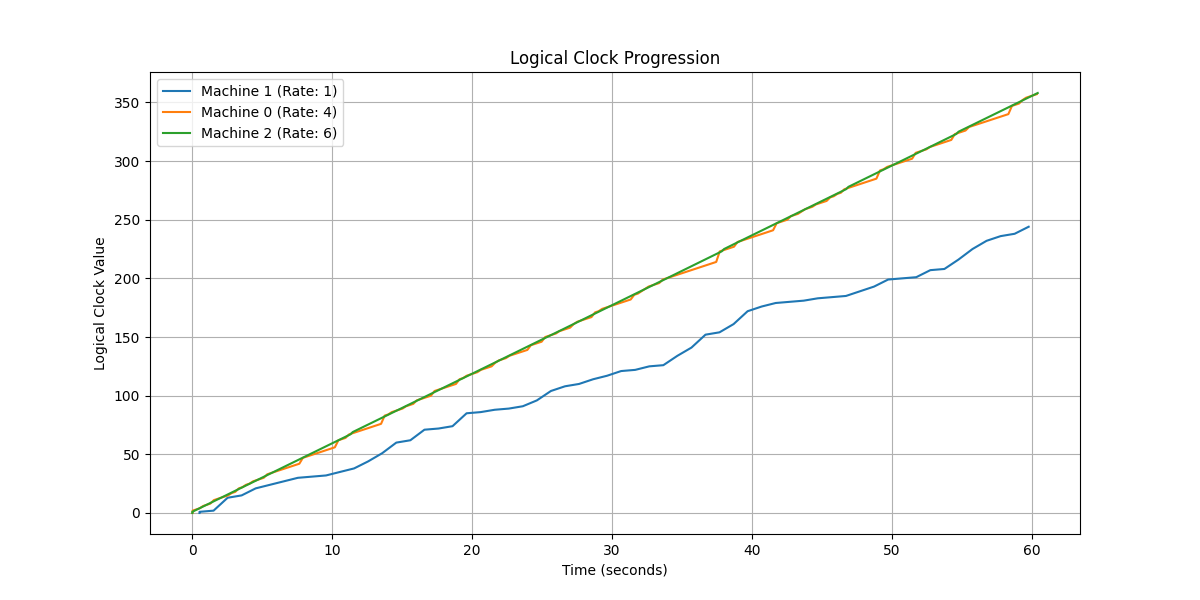 Logical Clock Progression
Machine 1 (Rate: 1)
Machine 0 (Rate: 4)
Machine 2 (Rate: 6)
Logical Clock Value
350
300
250
200
150
100
50
0
0 10 20 30 40 50 60
Time (seconds)